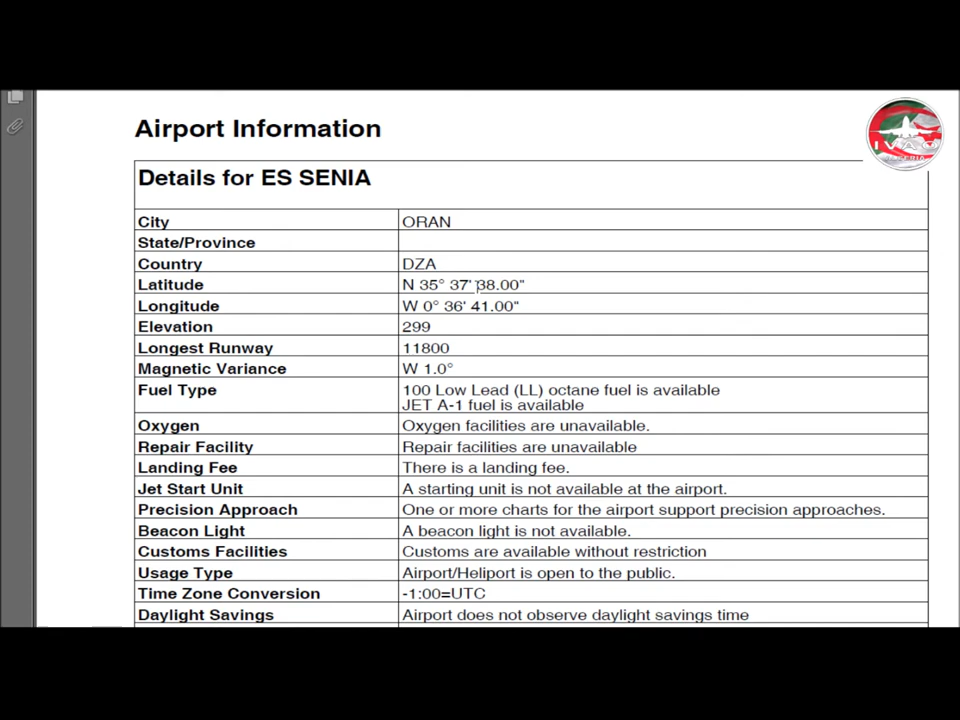 Airport Information
IVAO
ALGERIA
Details for ES SENIA
City ORAN
State/Province
Country DZA
Latitude N 35° 37' 38.00"
Longitude W 0° 36' 41.00"
Elevation 299
Longest Runway 11800
Magnetic Variance W 1.0°
Fuel Type 100 Low Lead (LL) octane fuel is available
JET A-1 fuel is available
Oxygen Oxygen facilities are unavailable.
Repair Facility Repair facilities are unavailable
Landing Fee There is a landing fee.
Jet Start Unit A starting unit is not available at the airport.
Precision Approach One or more charts for the airport support precision approaches.
Beacon Light A beacon light is not available.
Customs Facilities Customs are available without restriction
Usage Type Airport/Heliport is open to the public.
Time Zone Conversion -1:00=UTC
Daylight Savings Airport does not observe daylight savings time